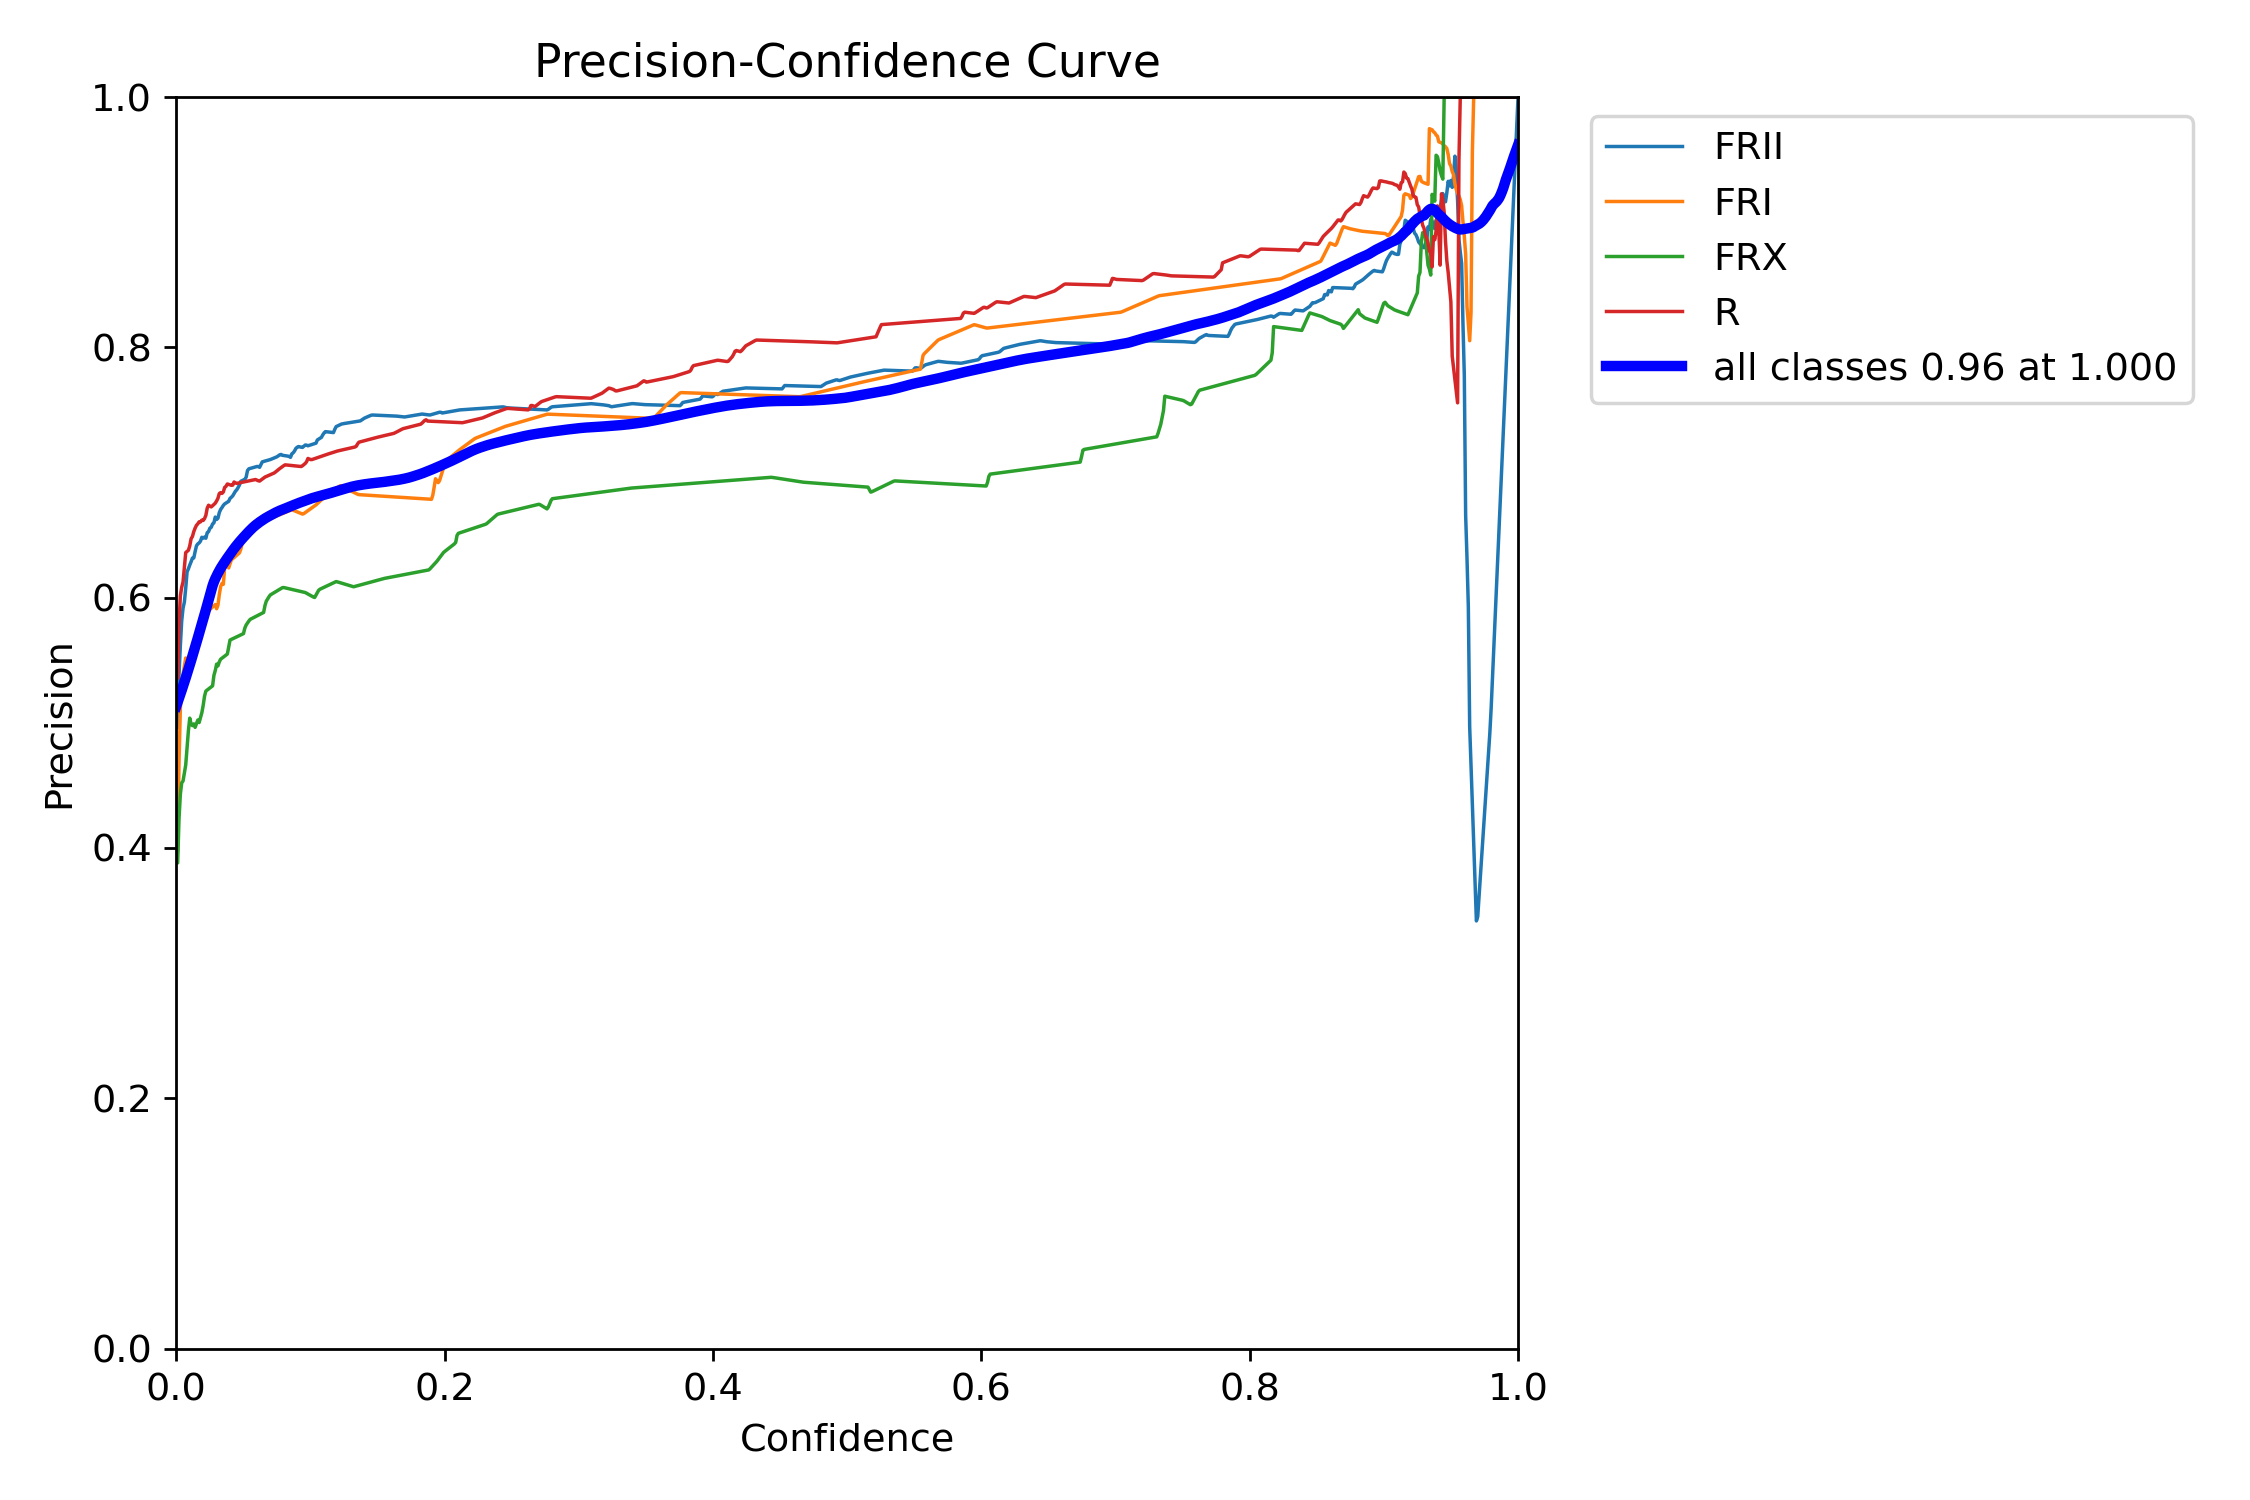 Precision-Confidence Curve
1.0
0.8
0.6
0.4
0.2
0.0
Precision
0.0 0.2 0.4 0.6 0.8 1.0
Confidence
FRII
FRI
FRX
R
all classes 0.96 at 1.000